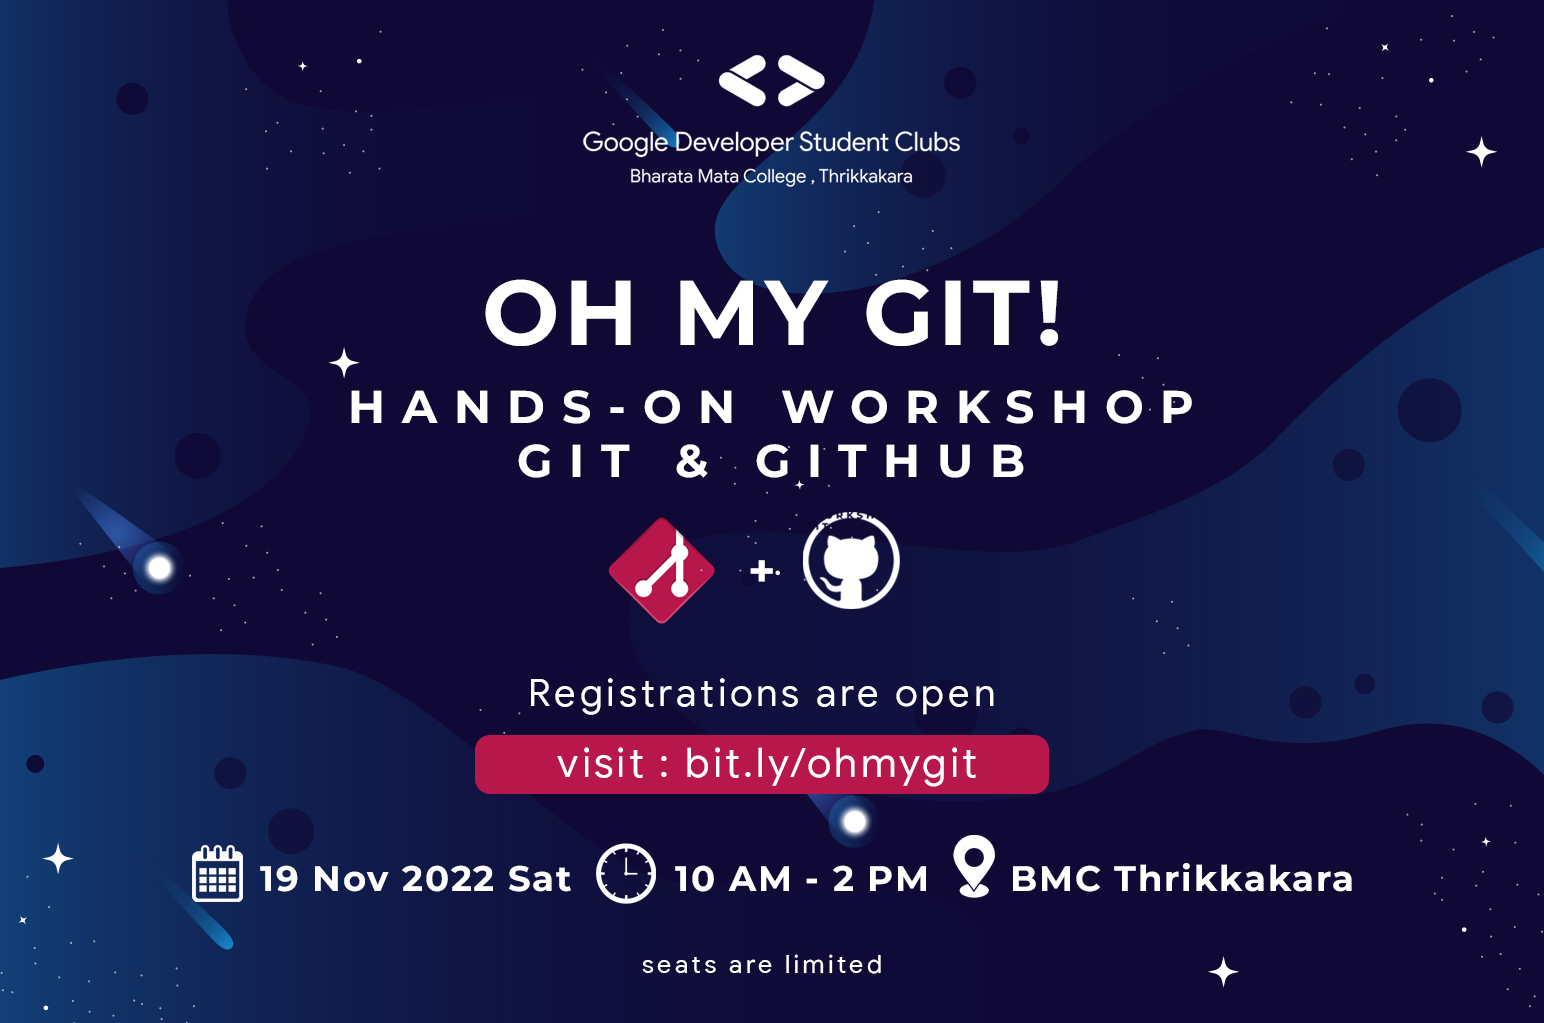 Google Developer Student Clubs
Bharata Mata College , Thrikkakara
OH MY GIT!
HANDS-ON WORKSHOP
GIT & GITHUB
+
Registrations are open
visit : bit.ly/ohmygit
19 Nov 2022 Sat 10 AM - 2 PM BMC Thrikkakara
seats are limited